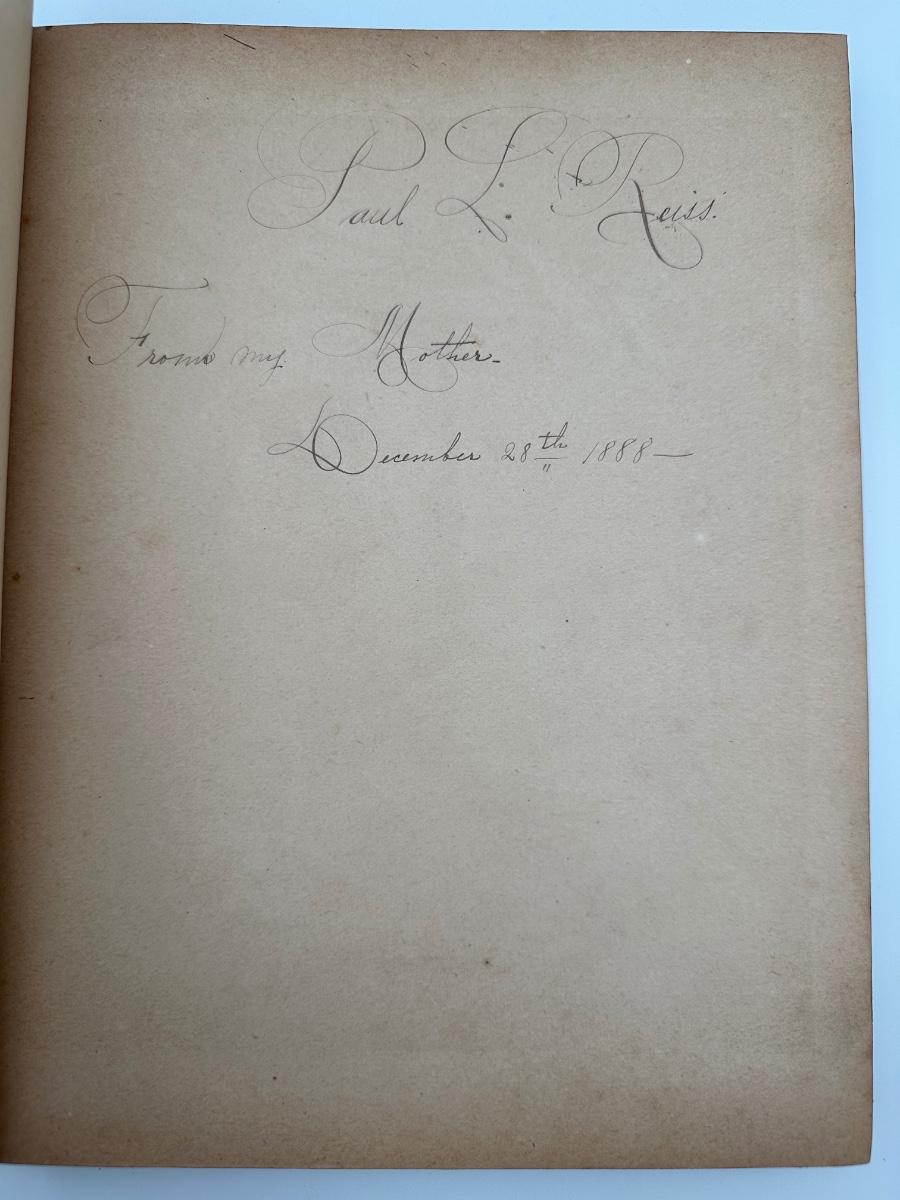 Paul L. Reiss.
From my Mother-
December 28th 1888—